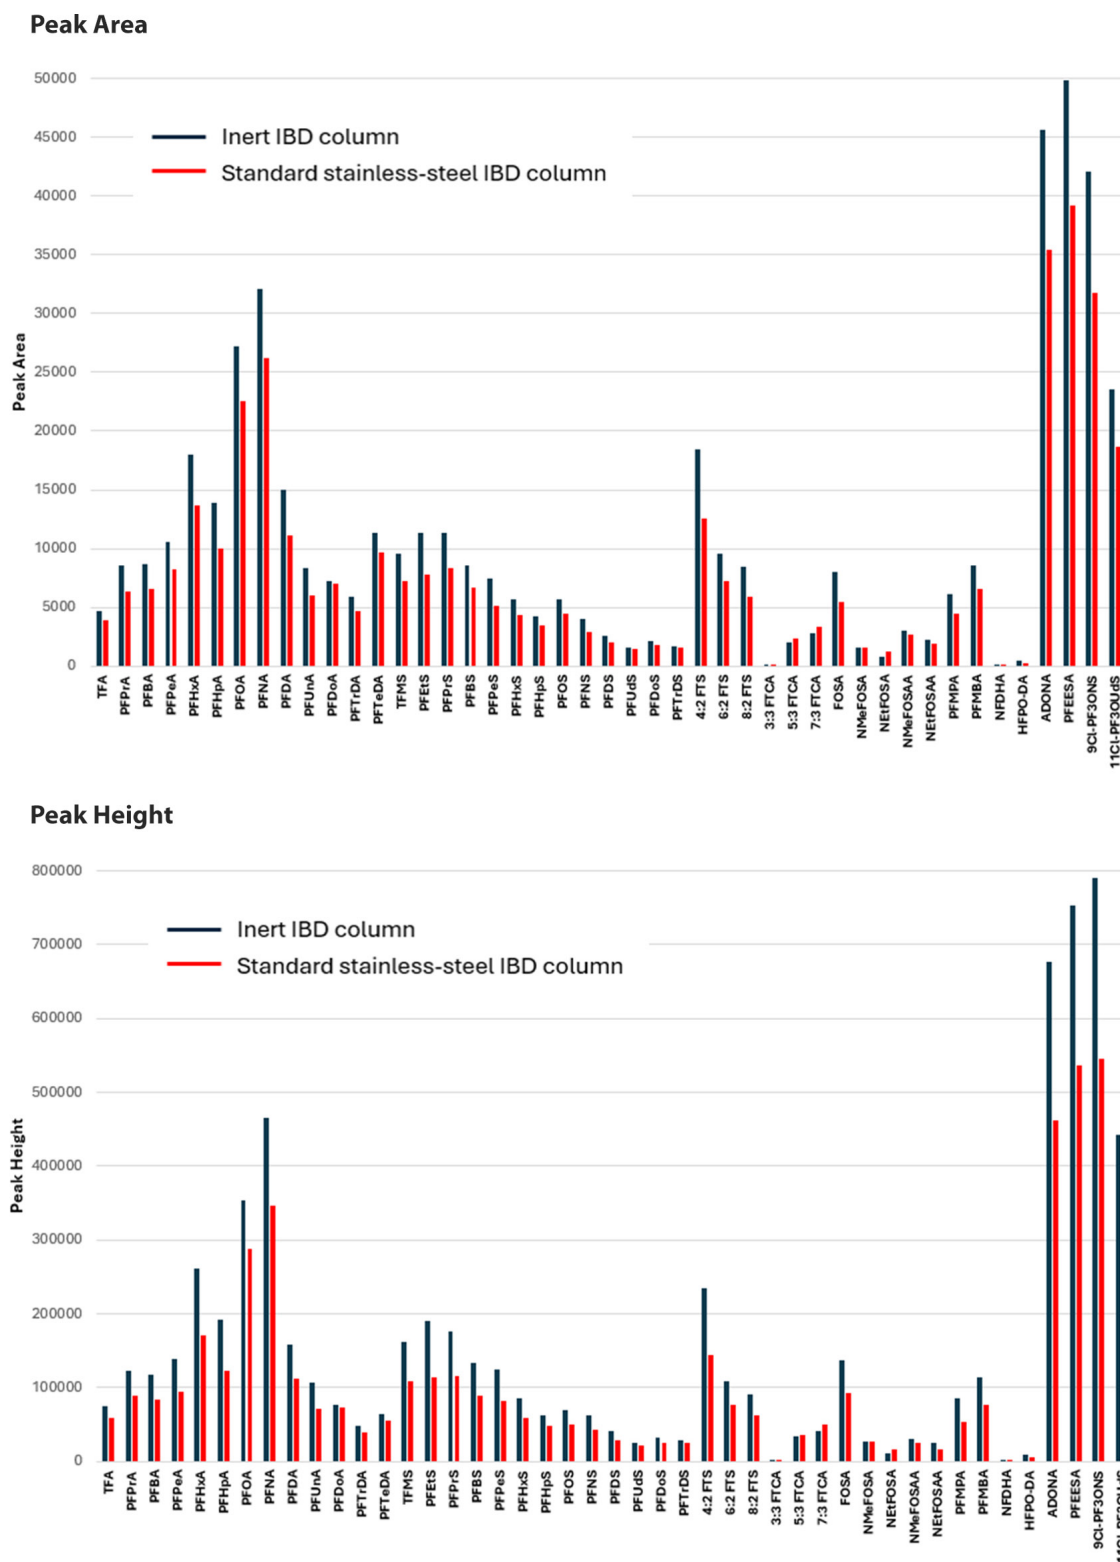 Peak Area
50000
45000
40000
35000
30000
25000
20000
15000
10000
5000
0
Peak Area
Inert IBD column
Standard stainless-steel IBD column
TFA
PFPrA
PFBA
PFPeA
PFHxA
PFHpA
PFOA
PFNA
PFDA
PFUnA
PFDoA
PFTrDA
PFTeDA
TFMS
PFEtS
PFPrS
PFBS
PFPeS
PFHxS
PFHpS
PFOS
PFNS
PFDS
PFUdS
PFDoS
PFTrDS
4:2 FTS
6:2 FTS
8:2 FTS
3:3 FTCA
5:3 FTCA
7:3 FTCA
FOSA
NMeFOSA
NEtFOSA
NMeFOSAA
NEtFOSAA
PFMPA
PFMBA
NFDHA
HFPO-DA
ADONA
PFEESA
9Cl-PF3ONS
11Cl-PF3OUdS
Peak Height
800000
700000
600000
500000
400000
300000
200000
100000
0
Peak Height
Inert IBD column
Standard stainless-steel IBD column
TFA
PFPrA
PFBA
PFPeA
PFHxA
PFHpA
PFOA
PFNA
PFDA
PFUnA
PFDoA
PFTrDA
PFTeDA
TFMS
PFEtS
PFPrS
PFBS
PFPeS
PFHxS
PFHpS
PFOS
PFNS
PFDS
PFUdS
PFDoS
PFTrDS
4:2 FTS
6:2 FTS
8:2 FTS
3:3 FTCA
5:3 FTCA
7:3 FTCA
FOSA
NMeFOSA
NEtFOSA
NMeFOSAA
NEtFOSAA
PFMPA
PFMBA
NFDHA
HFPO-DA
ADONA
PFEESA
9Cl-PF3ONS